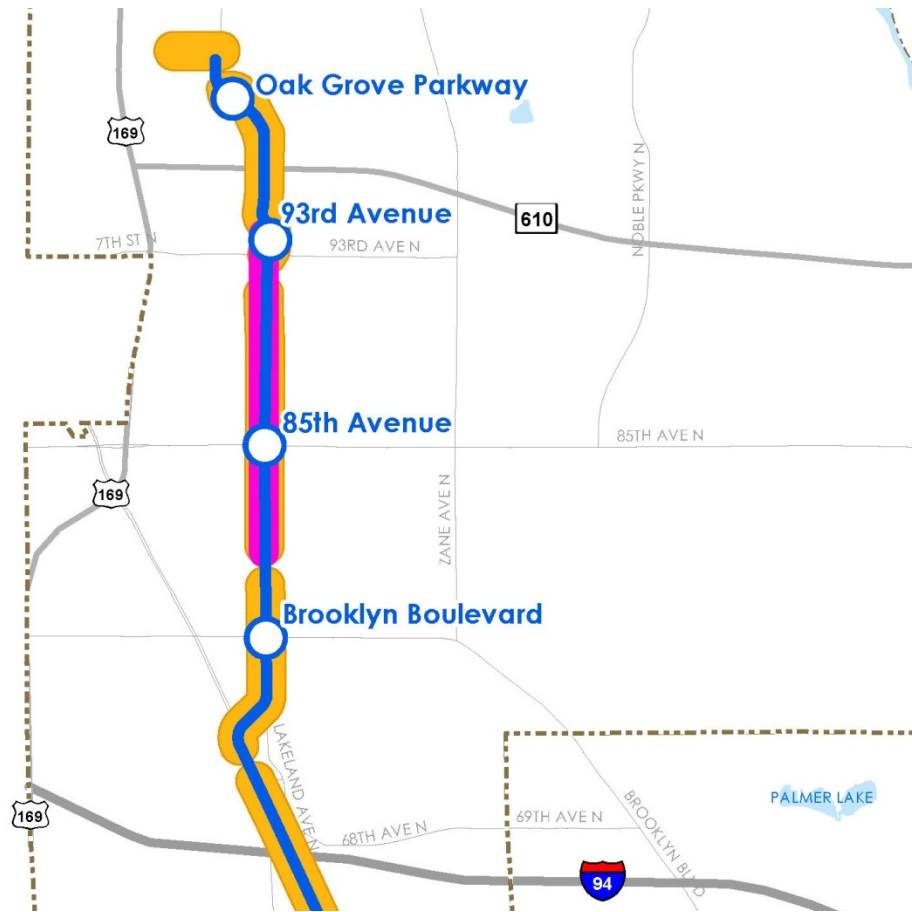 Oak Grove Parkway
169
NOBLE PKWY N
93rd Avenue
610
7TH ST N
93RD AVE N
85th Avenue
85TH AVE N
169
ZANE AVE N
Brooklyn Boulevard
LAKELAND AVE N
PALMER LAKE
169
68TH AVE N
69TH AVE N
BROOKLYN BLVD
94